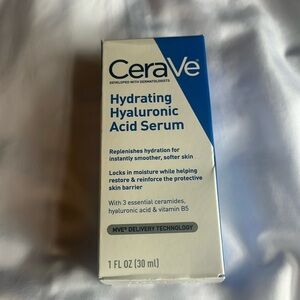 CeraVe
DEVELOPED WITH DERMATOLOGISTS
Hydrating
Hyaluronic
Acid Serum
Replenishes hydration for
instantly smoother, softer skin
Locks in moisture while helping
restore & reinforce the protective
skin barrier
With 3 essential ceramides,
hyaluronic acid & vitamin B5
MVE® DELIVERY TECHNOLOGY
1 FL OZ (30 ml)